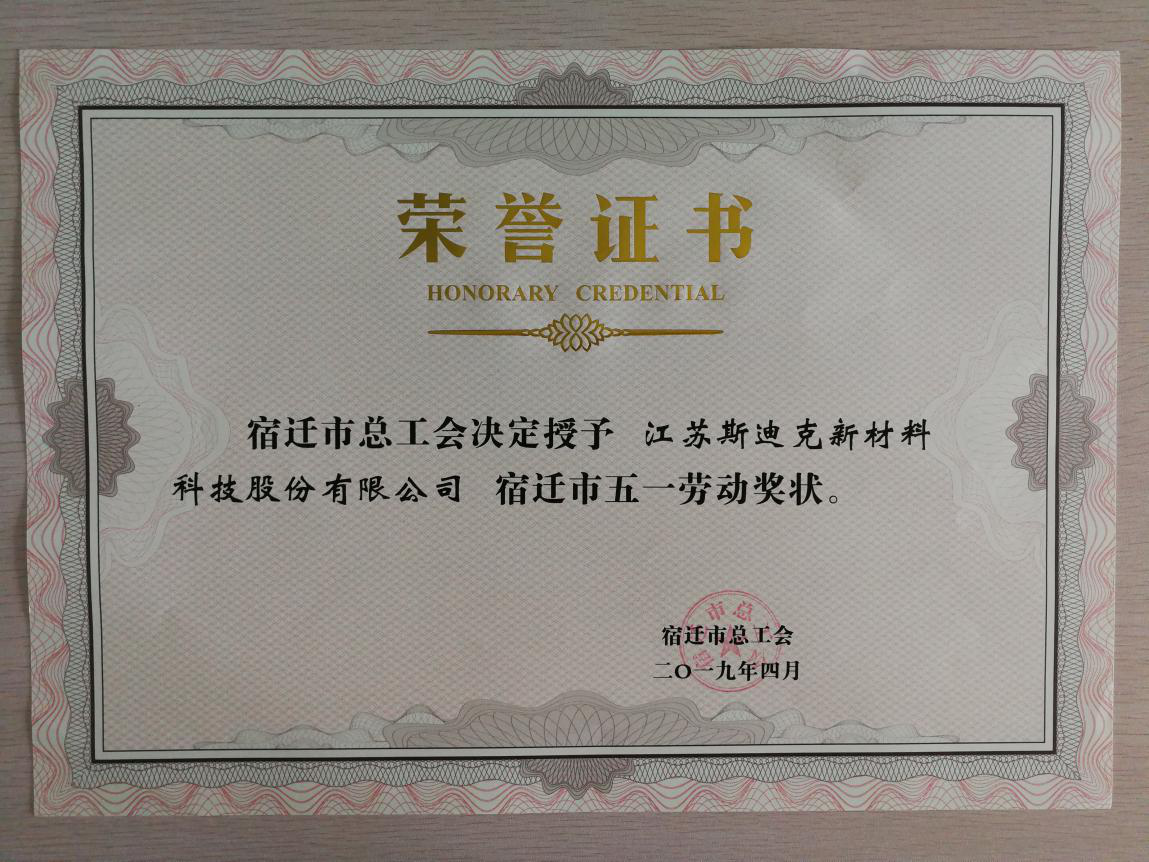 荣誉证书
HONORARY CREDENTIAL
宿迁市总工会决定授予 江苏斯迪克新材料
科技股份有限公司 宿迁市五一劳动奖状。
市总
宿迁市总工会
二〇一九年四月